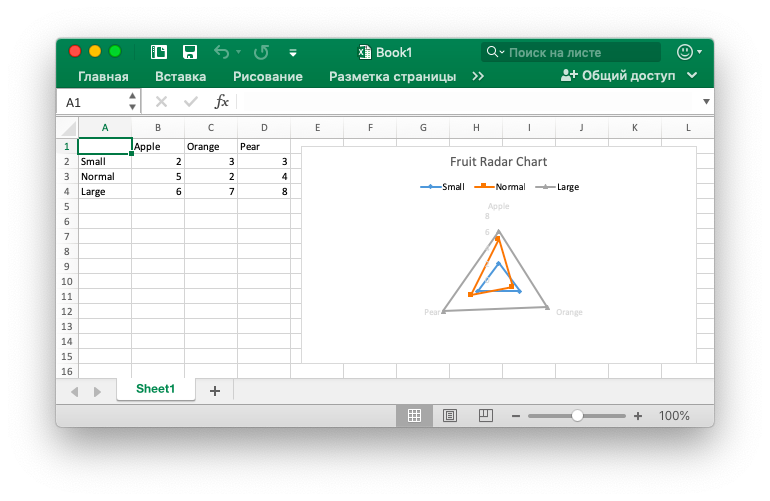 Book1
Поиск на листе
Главная Вставка Рисование Разметка страницы >> Общий доступ
A1 fx
A B C D E F G H I J K L
1 Apple Orange Pear
2 Small 2 3 3
3 Normal 5 2 4
4 Large 6 7 8
5
6
7
8
9
10
11
12
13
14
15
16
Fruit Radar Chart
Small Normal Large
Apple
8
6
Pear Orange
Sheet1 +
100%